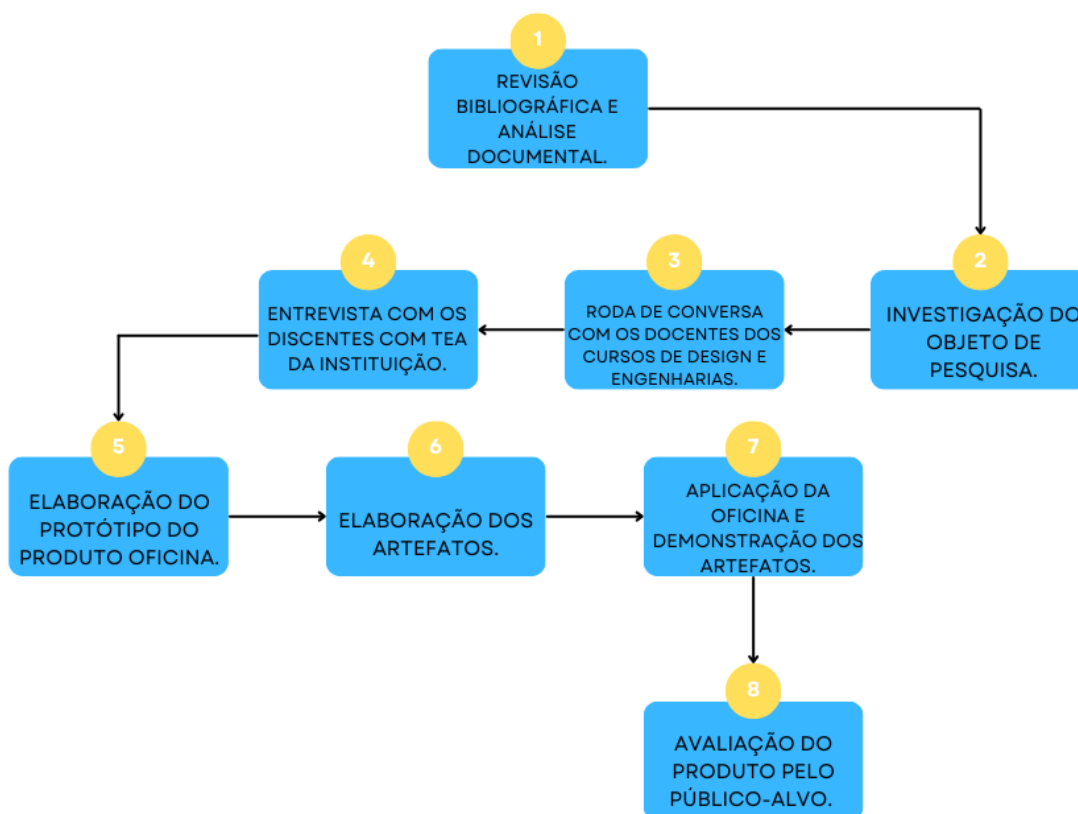 1
REVISÃO
BIBLIOGRÁFICA E
ANÁLISE
DOCUMENTAL.
2
INVESTIGAÇÃO DO
OBJETO DE
PESQUISA.
3
RODA DE CONVERSA
COM OS DOCENTES DOS
CURSOS DE DESIGN E
ENGENHARIAS.
4
ENTREVISTA COM OS
DISCENTES COM TEA
DA INSTITUIÇÃO.
5
ELABORAÇÃO DO
PROTÓTIPO DO
PRODUTO OFICINA.
6
ELABORAÇÃO DOS
ARTEFATOS.
7
APLICAÇÃO DA
OFICINA E
DEMONSTRAÇÃO DOS
ARTEFATOS.
8
AVALIAÇÃO DO
PRODUTO PELO
PÚBLICO-ALVO.